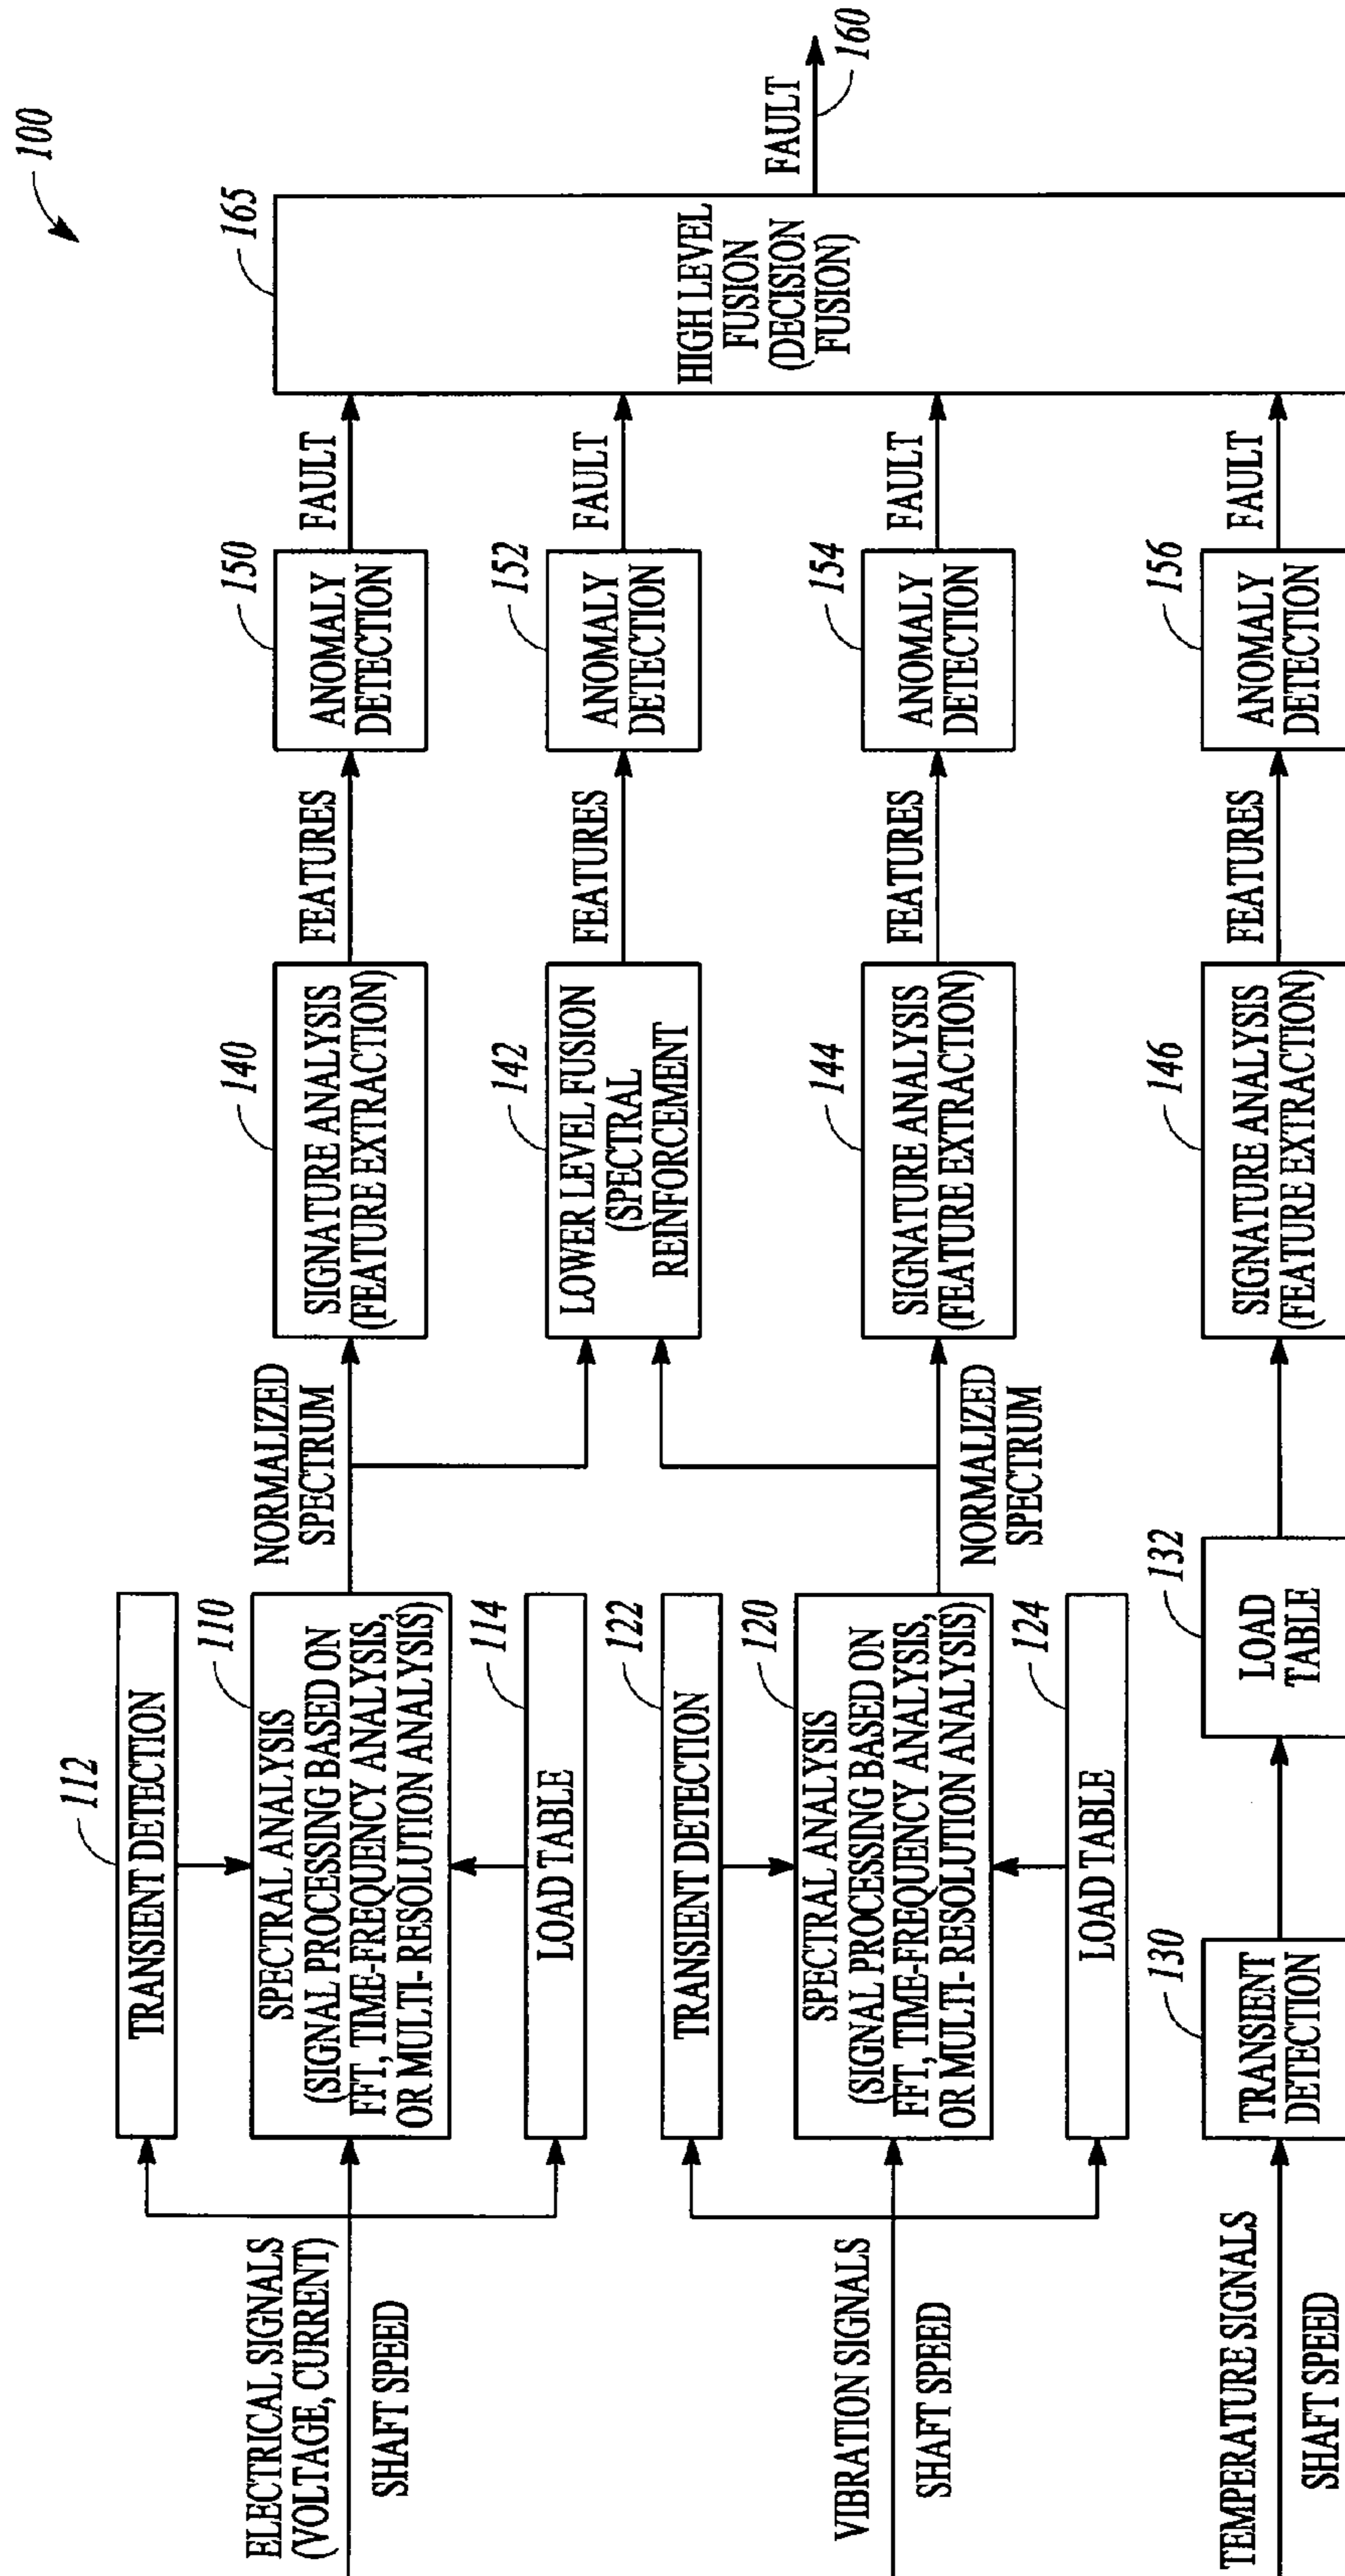 100
ELECTRICAL SIGNALS
(VOLTAGE, CURRENT)
SHAFT SPEED
112
TRANSIENT DETECTION
110
SPECTRAL ANALYSIS
(SIGNAL PROCESSING BASED ON
FFT, TIME-FREQUENCY ANALYSIS,
OR MULTI- RESOLUTION ANALYSIS)
114
LOAD TABLE
NORMALIZED
SPECTRUM
140
SIGNATURE ANALYSIS
(FEATURE EXTRACTION)
FEATURES
150
ANOMALY
DETECTION
FAULT
142
LOWER LEVEL FUSION
(SPECTRAL
REINFORCEMENT
FEATURES
152
ANOMALY
DETECTION
FAULT
VIBRATION SIGNALS
SHAFT SPEED
122
TRANSIENT DETECTION
120
SPECTRAL ANALYSIS
(SIGNAL PROCESSING BASED ON
FFT, TIME-FREQUENCY ANALYSIS,
OR MULTI- RESOLUTION ANALYSIS)
124
LOAD TABLE
NORMALIZED
SPECTRUM
144
SIGNATURE ANALYSIS
(FEATURE EXTRACTION)
FEATURES
154
ANOMALY
DETECTION
FAULT
TEMPERATURE SIGNALS
SHAFT SPEED
130
TRANSIENT
DETECTION
132
LOAD
TABLE
146
SIGNATURE ANALYSIS
(FEATURE EXTRACTION)
FEATURES
156
ANOMALY
DETECTION
FAULT
165
HIGH LEVEL
FUSION
(DECISION
FUSION)
FAULT
160